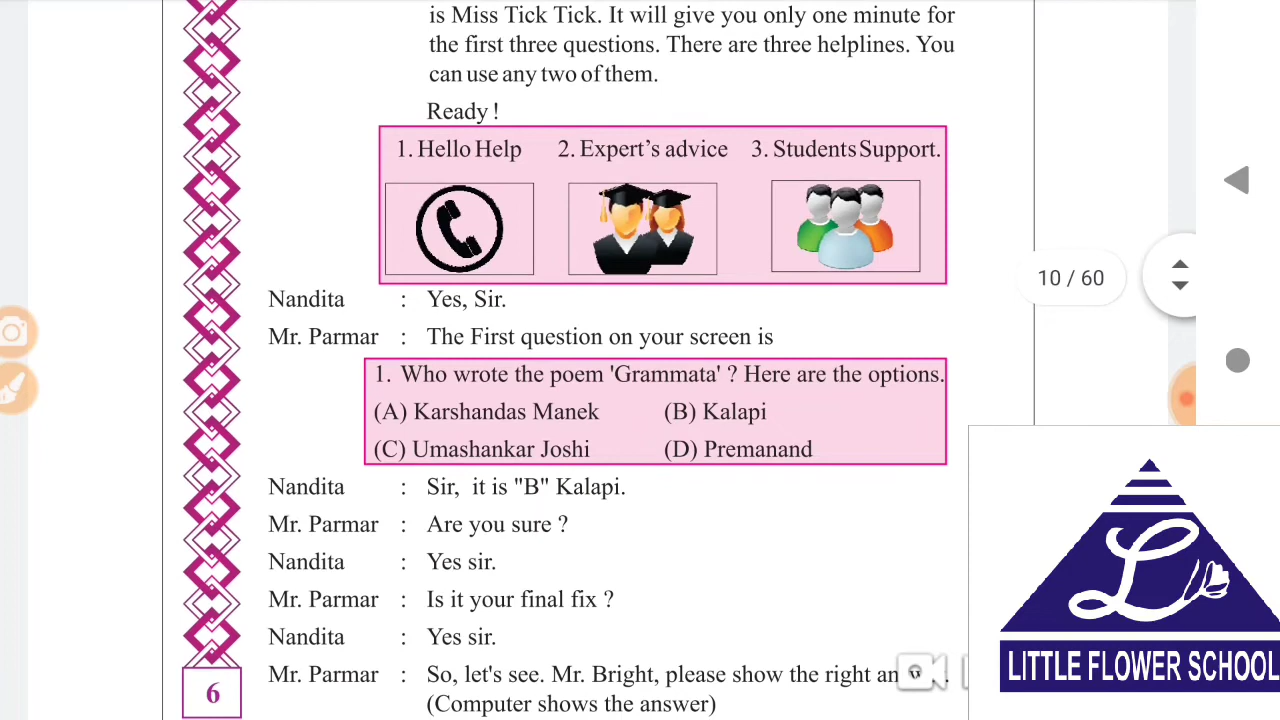 is Miss Tick Tick. It will give you only one minute for
the first three questions. There are three helplines. You
can use any two of them.
Ready !
1. Hello Help 2. Expert's advice 3. Students Support.
Nandita : Yes, Sir.
10 / 60
Mr. Parmar : The First question on your screen is
1. Who wrote the poem 'Grammata' ? Here are the options.
(A) Karshandas Manek (B) Kalapi
(C) Umashankar Joshi (D) Premanand
Nandita : Sir, it is "B" Kalapi.
Mr. Parmar : Are you sure ?
Nandita : Yes sir.
Mr. Parmar : Is it your final fix ?
Nandita : Yes sir.
Mr. Parmar : So, let's see. Mr. Bright, please show the right
(Computer shows the answer)
6
L
LITTLE FLOWER SCHOOL